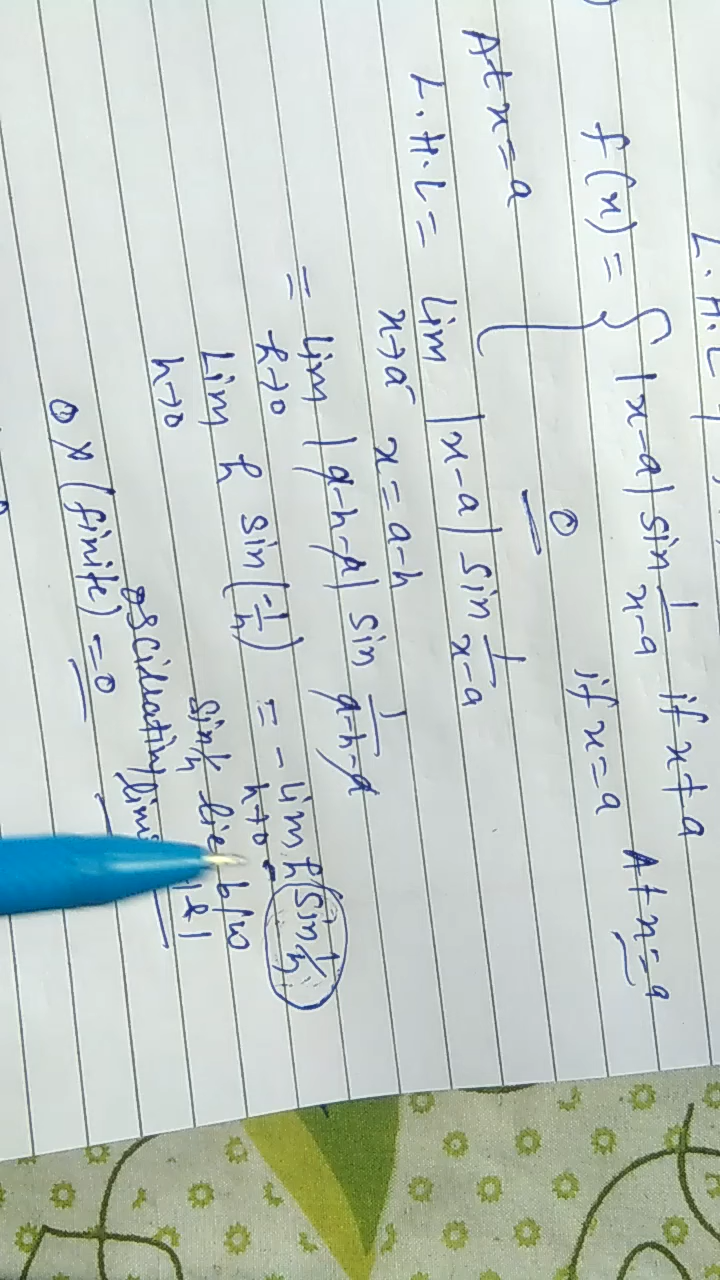 L.H.L
f(x) = { |x-a| sin 1/x-a if x ≠ a At x=a
0 if x=a
At x=a
L.H.L = lim x→a⁻ |x-a| sin 1/x-a
x = a-h
= lim h→0 |a-h-a| sin 1/a-h-a
lim h→0 h sin(-1/h) = - lim h→0 h (sin 1/h)
sin 1/h lie b/w
oscillating 1&1
0 × (finite) = 0